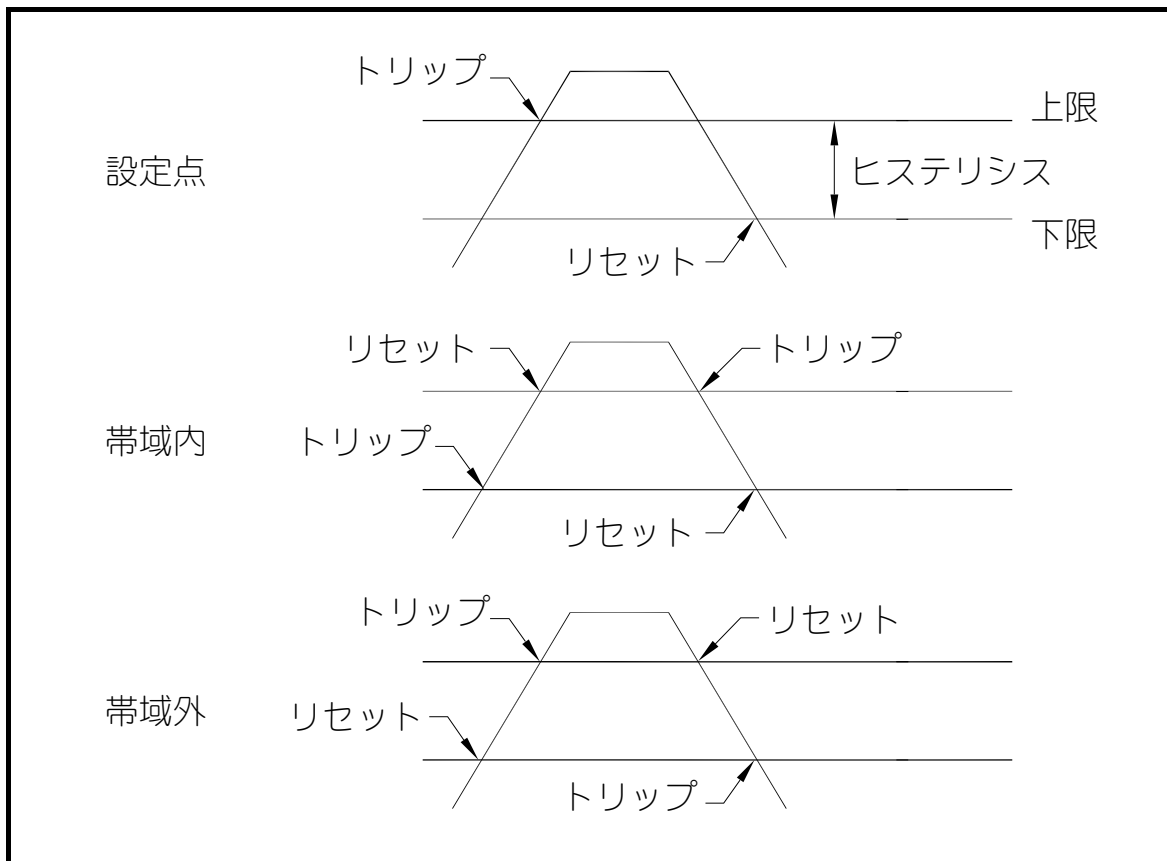 トリップ
上限
設定点
ヒステリシス
下限
リセット
リセット
トリップ
帯域内
トリップ
リセット
トリップ
リセット
帯域外
リセット
トリップ